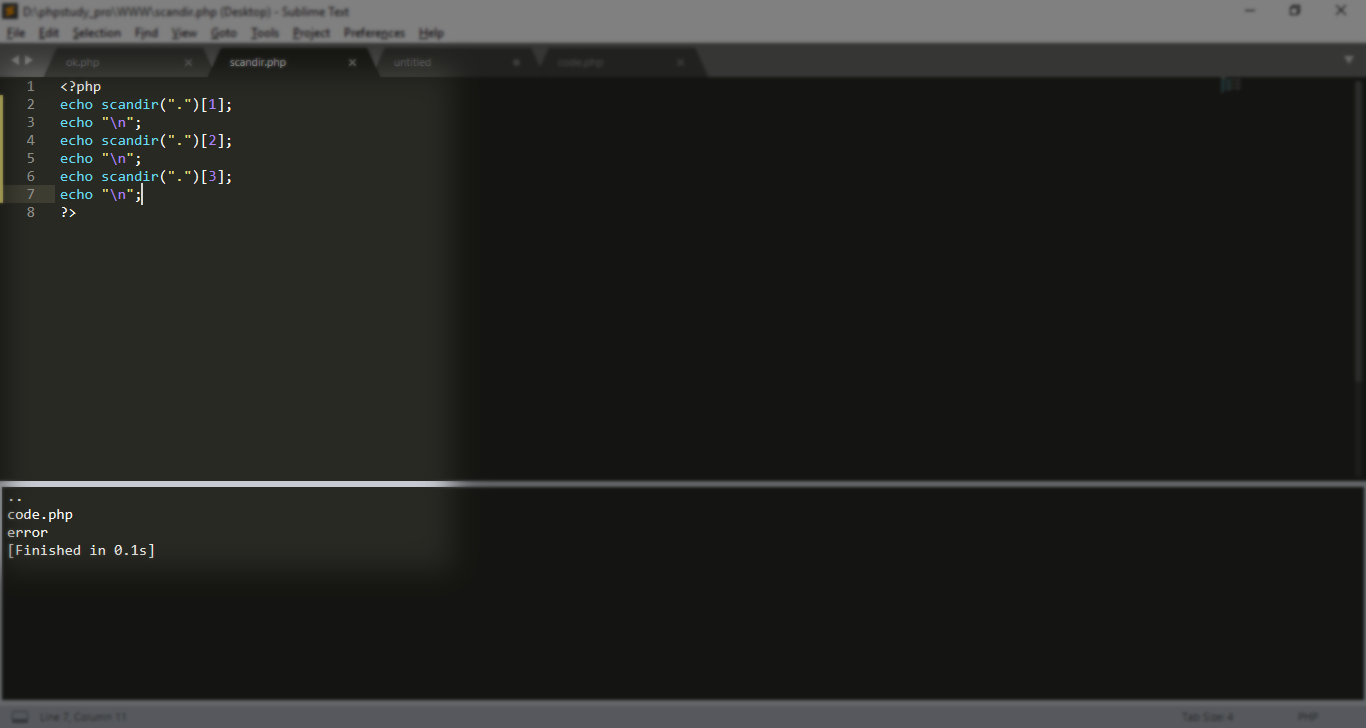 D:\phpstudy_pro\WWW\scandir.php (Desktop) - Sublime Text
File Edit Selection Find View Goto Tools Project Preferences Help
ok.php scandir.php untitled code.php
1 <?php
2 echo scandir(".")[1];
3 echo "\n";
4 echo scandir(".")[2];
5 echo "\n";
6 echo scandir(".")[3];
7 echo "\n";
8 ?>
..
code.php
error
[Finished in 0.1s]
Line 7, Column 11 Tab Size: 4 PHP